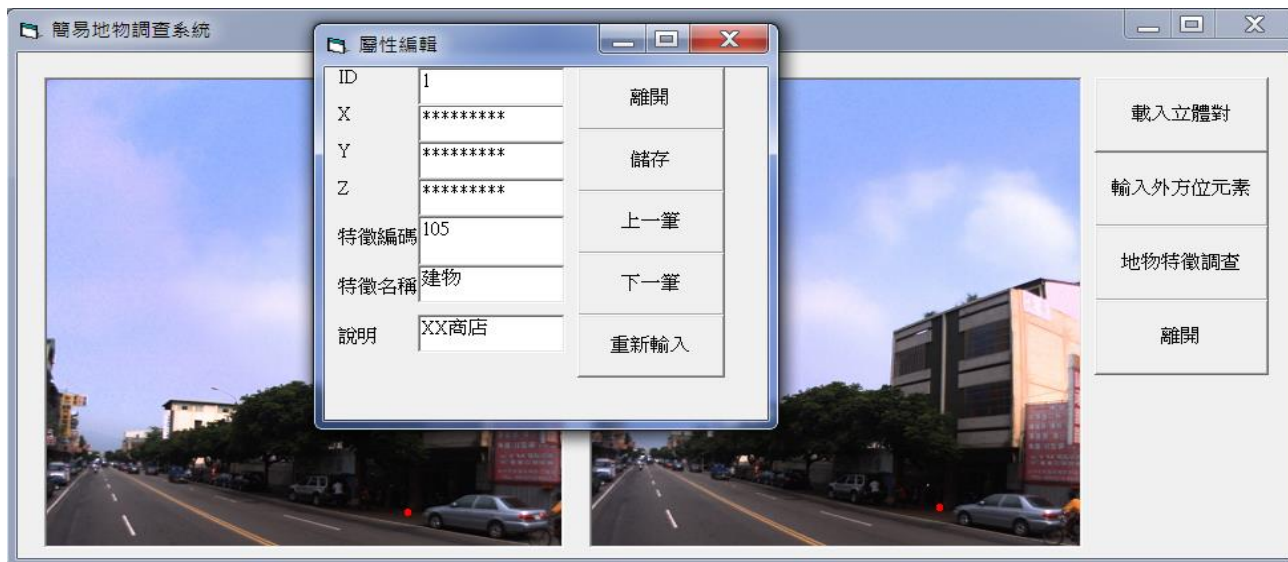 簡易地物調查系統
屬性編輯
ID 1
X *********
Y *********
Z *********
特徵編碼 105
特徵名稱 建物
說明 XX商店
離開
儲存
上一筆
下一筆
重新輸入
載入立體對
輸入外方位元素
地物特徵調查
離開